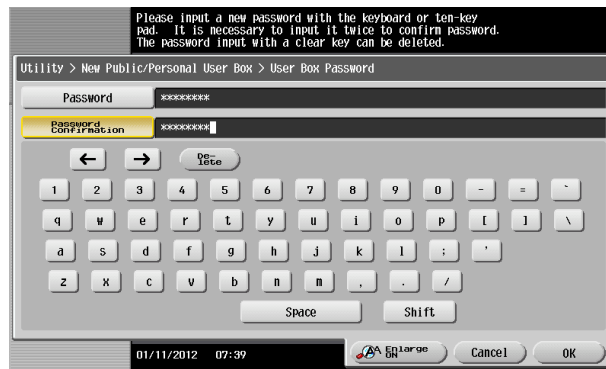 Please input a new password with the keyboard or ten-key
pad. It is necessary to input it twice to confirm password.
The password input with a clear key can be deleted.
Utility > New Public/Personal User Box > User Box Password
Password ********
Password Confirmation ********
← → De-lete
1 2 3 4 5 6 7 8 9 0 - = `
q w e r t y u i o p [ ] \
a s d f g h j k l ; '
z x c v b n m , . /
Space Shift
01/11/2012 07:39 AA Enlarge ON Cancel OK